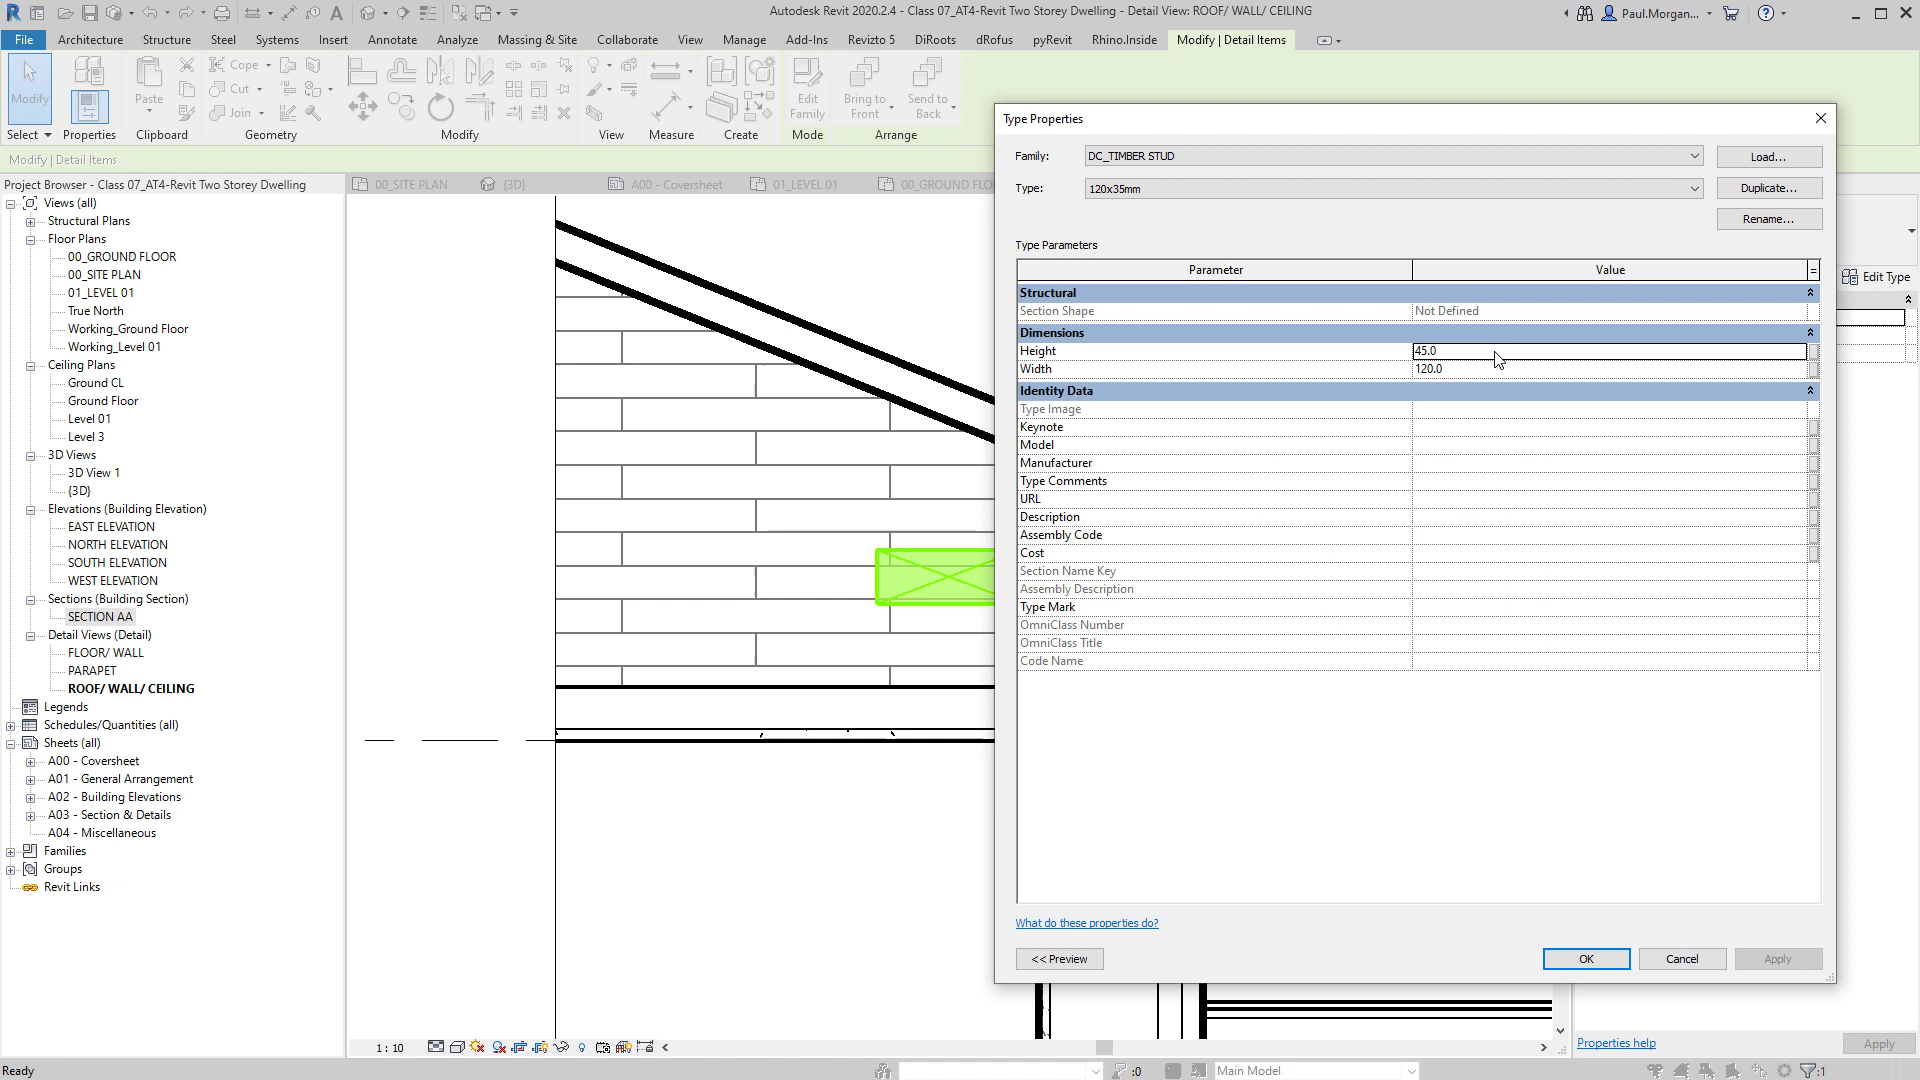 Autodesk Revit 2020.2.4 - Class 07_AT4-Revit Two Storey Dwelling - Detail View: ROOF/ WALL/ CEILING
Paul.Morgan...
File
Architecture
Structure
Steel
Systems
Insert
Annotate
Analyze
Massing & Site
Collaborate
View
Manage
Add-Ins
Revizto 5
DiRoots
dRofus
pyRevit
Rhino.Inside
Modify | Detail Items
Modify
Paste
Cope
Cut
Join
Edit Family
Bring to Front
Send to Back
Select
Properties
Clipboard
Geometry
Modify
View
Measure
Create
Mode
Arrange
Modify | Detail Items
Project Browser - Class 07_AT4-Revit Two Storey Dwelling
00_SITE PLAN
{3D}
A00 - Coversheet
01_LEVEL 01
00_GROUND FLO
Views (all)
Structural Plans
Floor Plans
00_GROUND FLOOR
00_SITE PLAN
01_LEVEL 01
True North
Working_Ground Floor
Working_Level 01
Ceiling Plans
Ground CL
Ground Floor
Level 01
Level 3
3D Views
3D View 1
{3D}
Elevations (Building Elevation)
EAST ELEVATION
NORTH ELEVATION
SOUTH ELEVATION
WEST ELEVATION
Sections (Building Section)
SECTION AA
Detail Views (Detail)
FLOOR/ WALL
PARAPET
ROOF/ WALL/ CEILING
Legends
Schedules/Quantities (all)
Sheets (all)
A00 - Coversheet
A01 - General Arrangement
A02 - Building Elevations
A03 - Section & Details
A04 - Miscellaneous
Families
Groups
Revit Links
Type Properties
Family:
DC_TIMBER STUD
Load...
Type:
120x35mm
Duplicate...
Rename...
Type Parameters
Parameter
Value
=
Structural
Section Shape
Not Defined
Dimensions
Height
45.0
Width
120.0
Identity Data
Type Image
Keynote
Model
Manufacturer
Type Comments
URL
Description
Assembly Code
Cost
Section Name Key
Assembly Description
Type Mark
OmniClass Number
OmniClass Title
Code Name
What do these properties do?
<< Preview
OK
Cancel
Apply
Edit Type
1 : 10
Properties help
Apply
Ready
:0
Main Model
:1